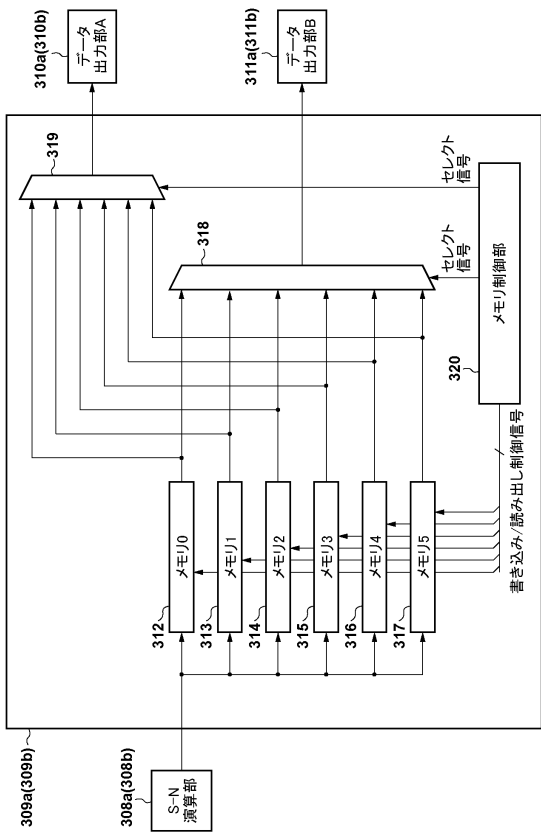 308a(308b)
S-N
演算部
309a(309b)
312
メモリ0
313
メモリ1
314
メモリ2
315
メモリ3
316
メモリ4
317
メモリ5
書き込み/読み出し制御信号
320
メモリ制御部
セレクト
信号
セレクト
信号
318
319
310a(310b)
データ
出力部A
311a(311b)
データ
出力部B